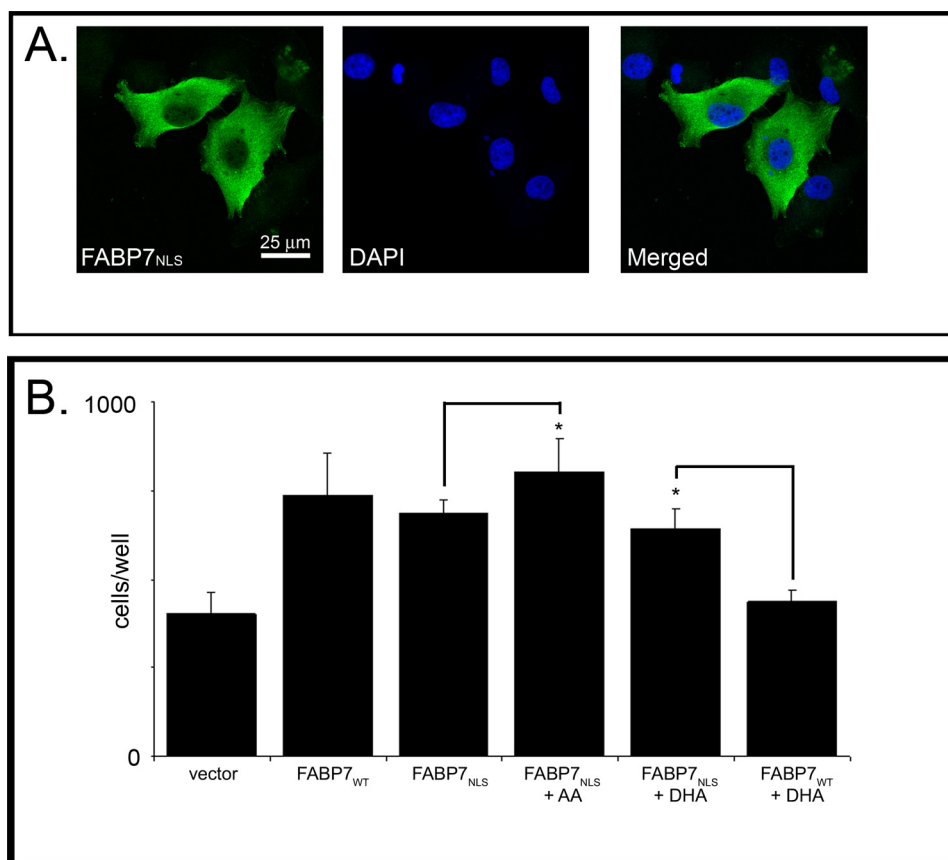 A.
FABP7NLS
25 μm
DAPI
Merged
B.
1000
cells/well
0
*
*
vector
FABP7WT
FABP7NLS
FABP7NLS
+ AA
FABP7NLS
+ DHA
FABP7WT
+ DHA